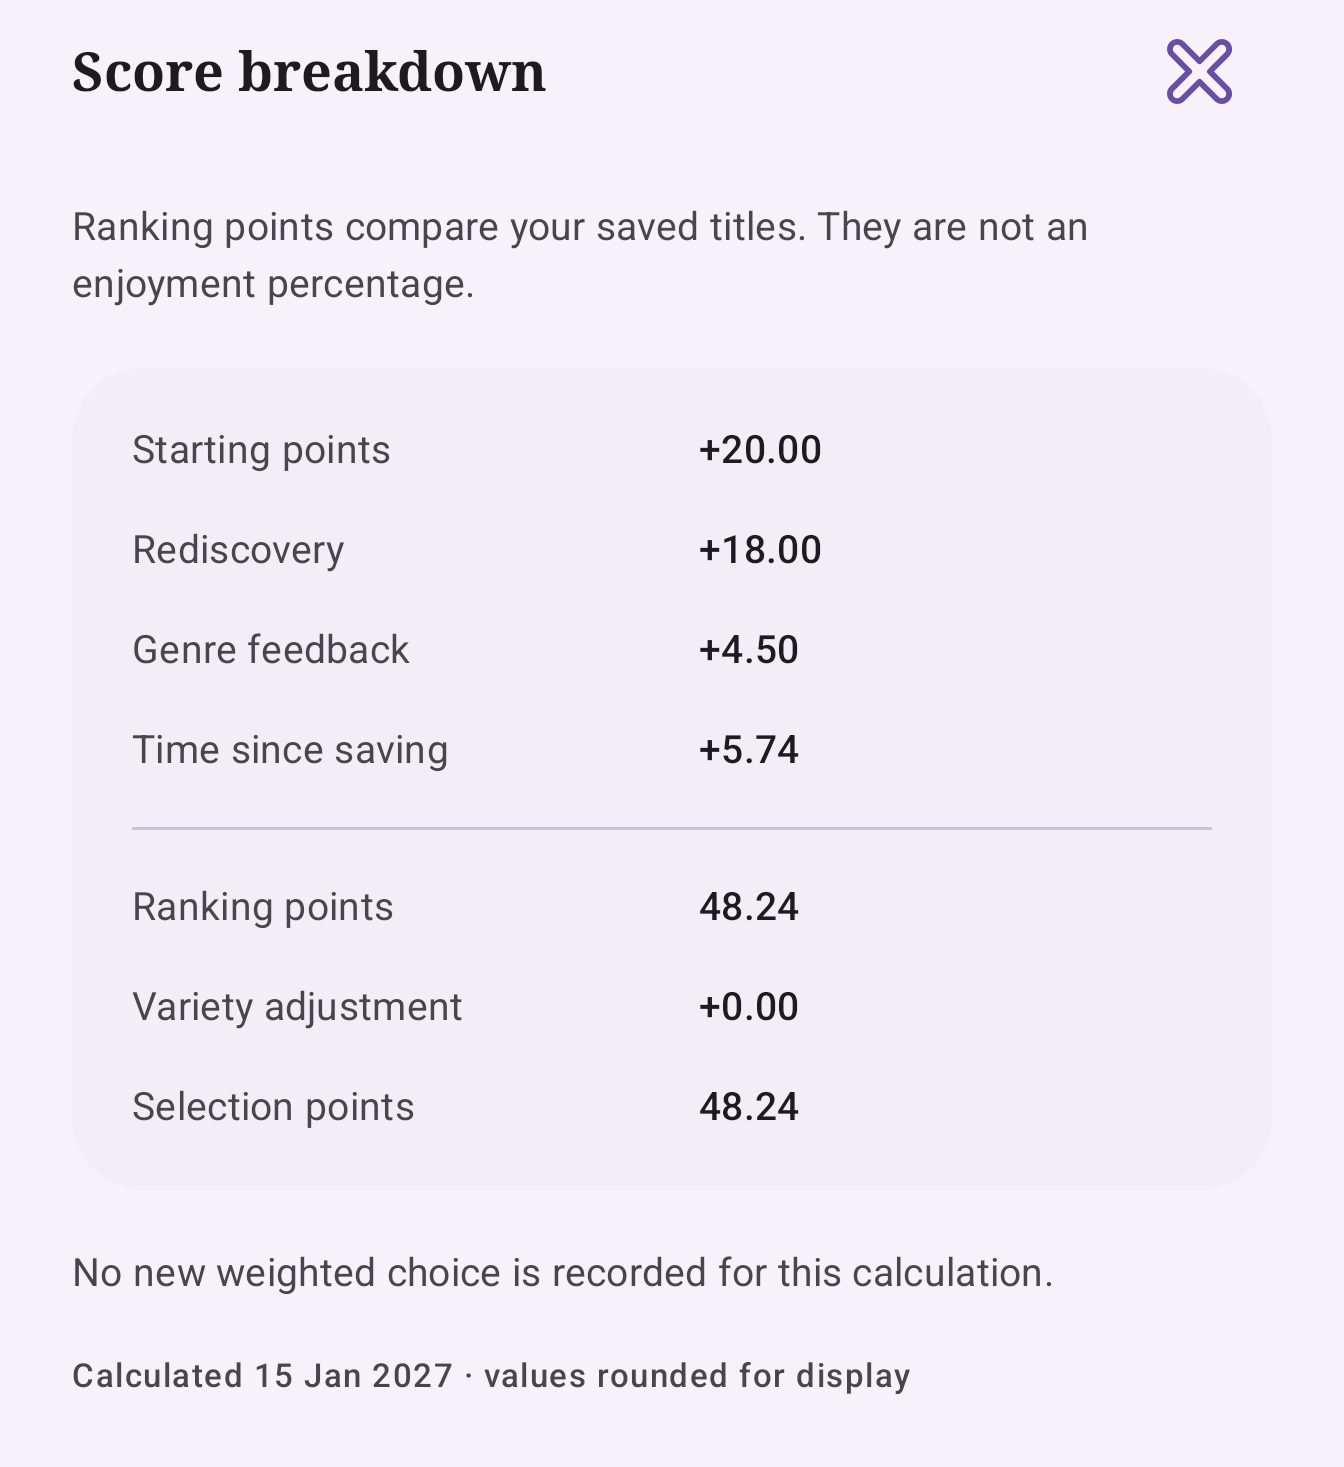 Score breakdown
Ranking points compare your saved titles. They are not an
enjoyment percentage.
Starting points +20.00
Rediscovery +18.00
Genre feedback +4.50
Time since saving +5.74
Ranking points 48.24
Variety adjustment +0.00
Selection points 48.24
No new weighted choice is recorded for this calculation.
Calculated 15 Jan 2027 · values rounded for display